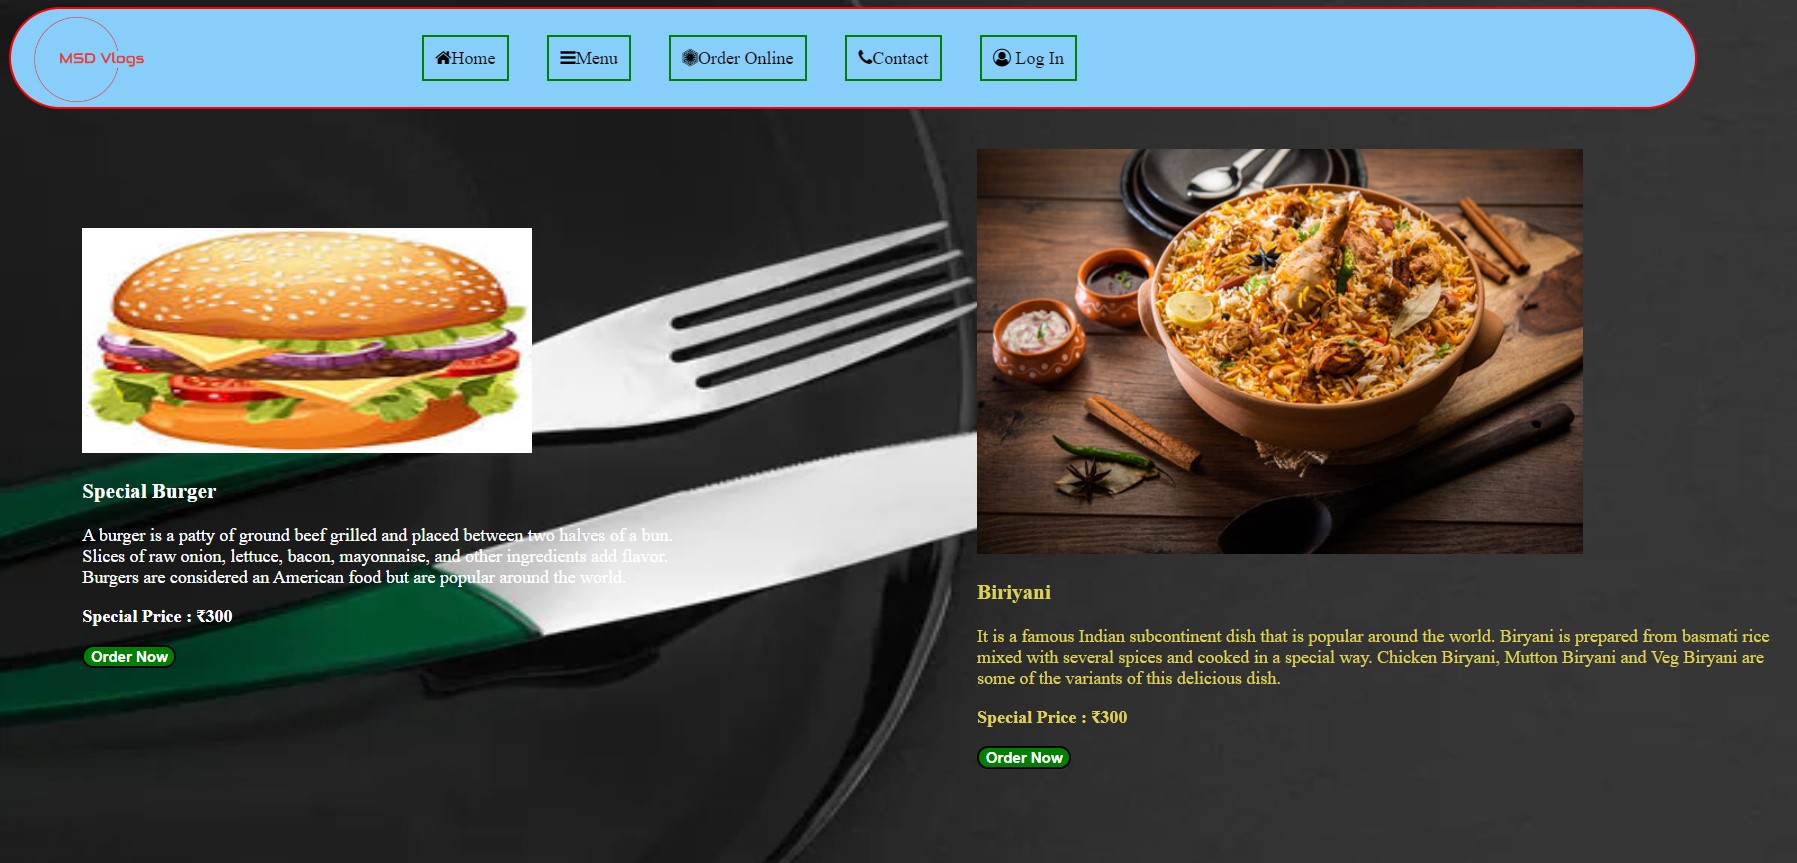 MSD Vlogs
Home
Menu
Order Online
Contact
Log In
Special Burger
A burger is a patty of ground beef grilled and placed between two halves of a bun.
Slices of raw onion, lettuce, bacon, mayonnaise, and other ingredients add flavor.
Burgers are considered an American food but are popular around the world.
Special Price : ₹300
Order Now
Biriyani
It is a famous Indian subcontinent dish that is popular around the world. Biryani is prepared from basmati rice
mixed with several spices and cooked in a special way. Chicken Biryani, Mutton Biryani and Veg Biryani are
some of the variants of this delicious dish.
Special Price : ₹300
Order Now